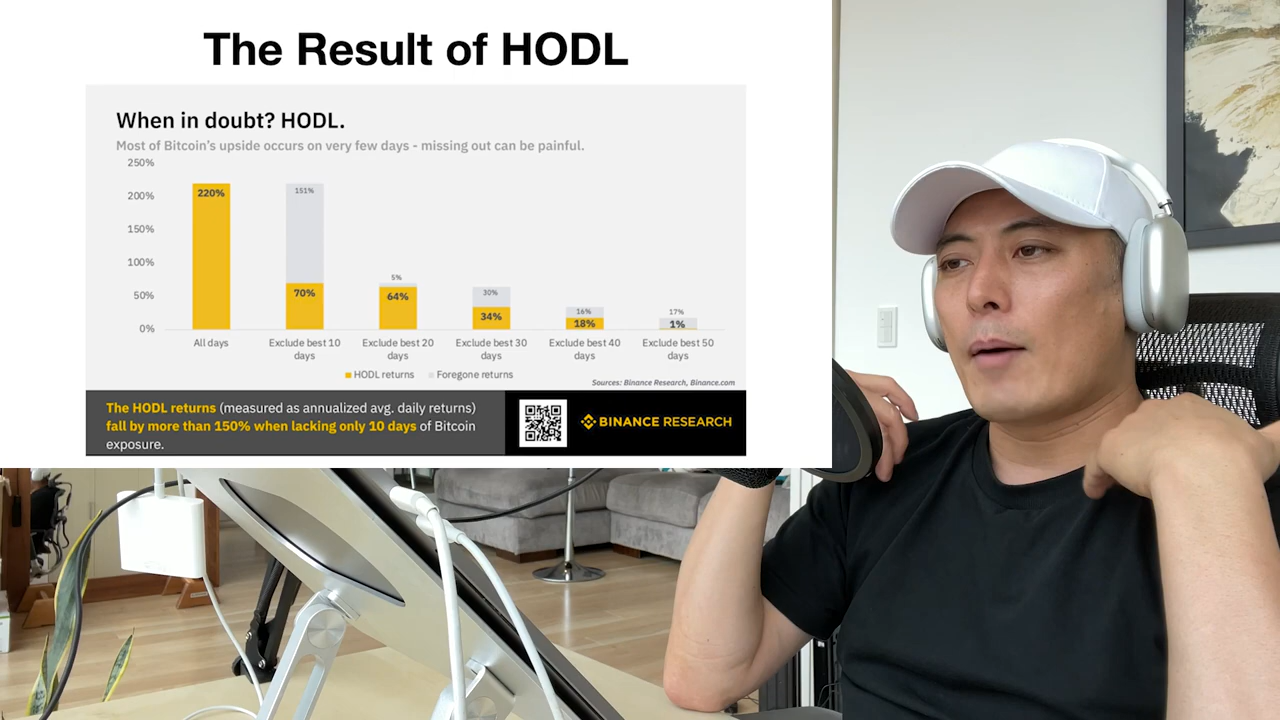 The Result of HODL
When in doubt? HODL.
Most of Bitcoin's upside occurs on very few days - missing out can be painful.
250%
200%
150%
100%
50%
0%
220%
151%
70%
5%
64%
30%
34%
16%
18%
17%
1%
All days
Exclude best 10
days
Exclude best 20
days
Exclude best 30
days
Exclude best 40
days
Exclude best 50
days
HODL returns
Foregone returns
Sources: Binance Research, Binance.com
The HODL returns (measured as annualized avg. daily returns)
fall by more than 150% when lacking only 10 days of Bitcoin
exposure.
BINANCE RESEARCH